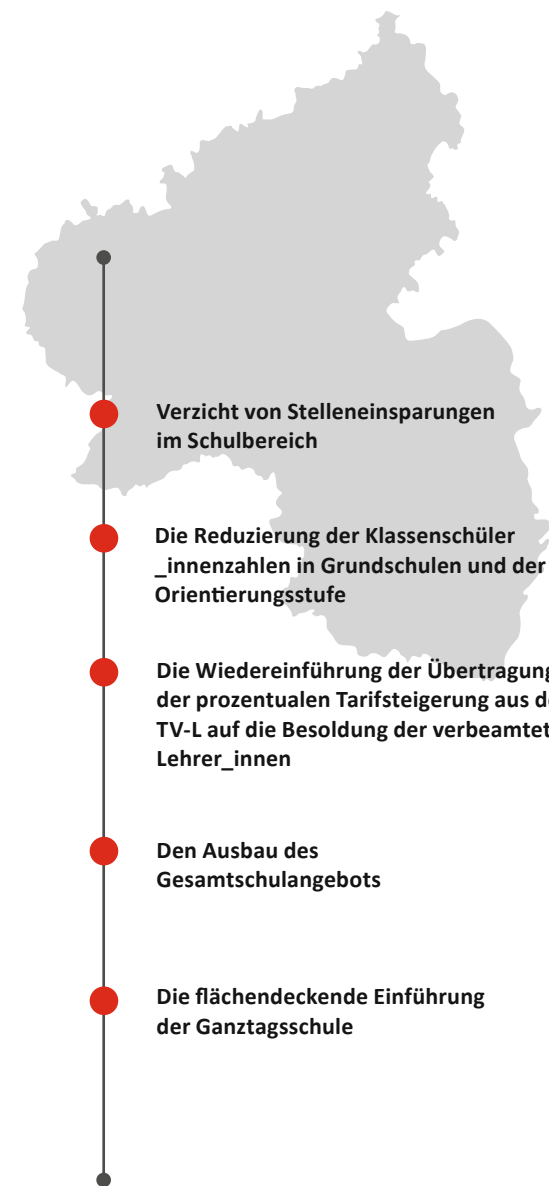 Verzicht von Stelleneinsparungen
im Schulbereich
Die Reduzierung der Klassenschüler
_innenzahlen in Grundschulen und der
Orientierungsstufe
Die Wiedereinführung der Übertragung
der prozentualen Tarifsteigerung aus
TV-L auf die Besoldung der
Lehrer_innen
Den Ausbau des
Gesamtschulangebots
Die flächendeckende Einführung
der Ganztagsschule